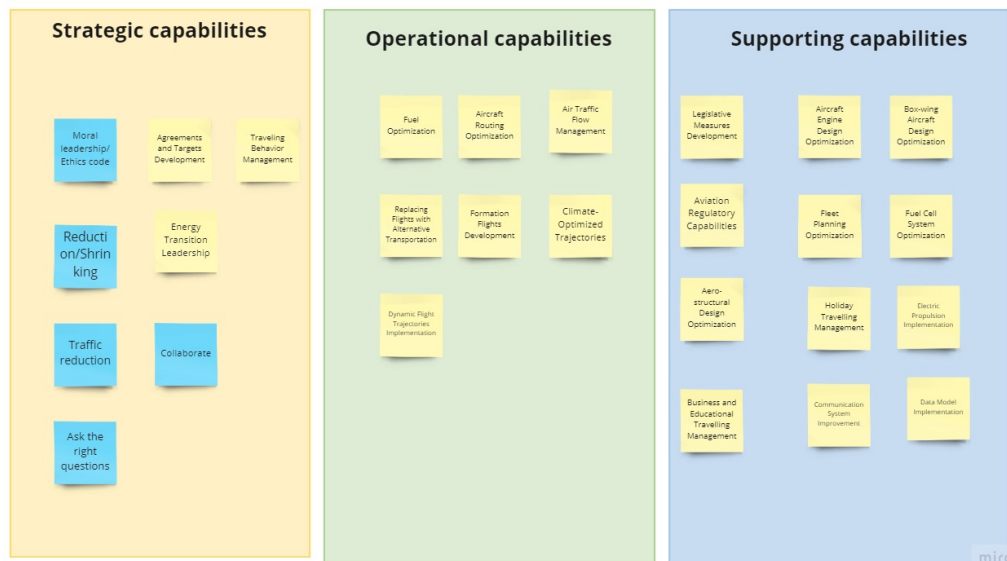 Strategic capabilities
Moral
leadership/
Ethics code
Agreements
and Targets
Development
Traveling
Behavior
Management
Reducti
on/Shrin
king
Energy
Transition
Leadership
Traffic
reduction
Collaborate
Ask the
right
questions
Operational capabilities
Fuel
Optimization
Aircraft
Routing
Optimization
Air Traffic
Flow
Management
Replacing
Flights with
Alternative
Transportation
Formation
Flights
Development
Climate-
Optimized
Trajectories
Dynamic Flight
Trajectories
Implementation
Supporting capabilities
Legislative
Measures
Development
Aircraft
Engine
Design
Optimization
Box-wing
Aircraft
Design
Optimization
Aviation
Regulatory
Capabilities
Fleet
Planning
Optimization
Fuel Cell
System
Optimization
Aero-
structural
Design
Optimization
Holiday
Travelling
Management
Electric
Propulsion
Implementation
Business and
Educational
Travelling
Management
Communication
System
Improvement
Data Model
Implementation